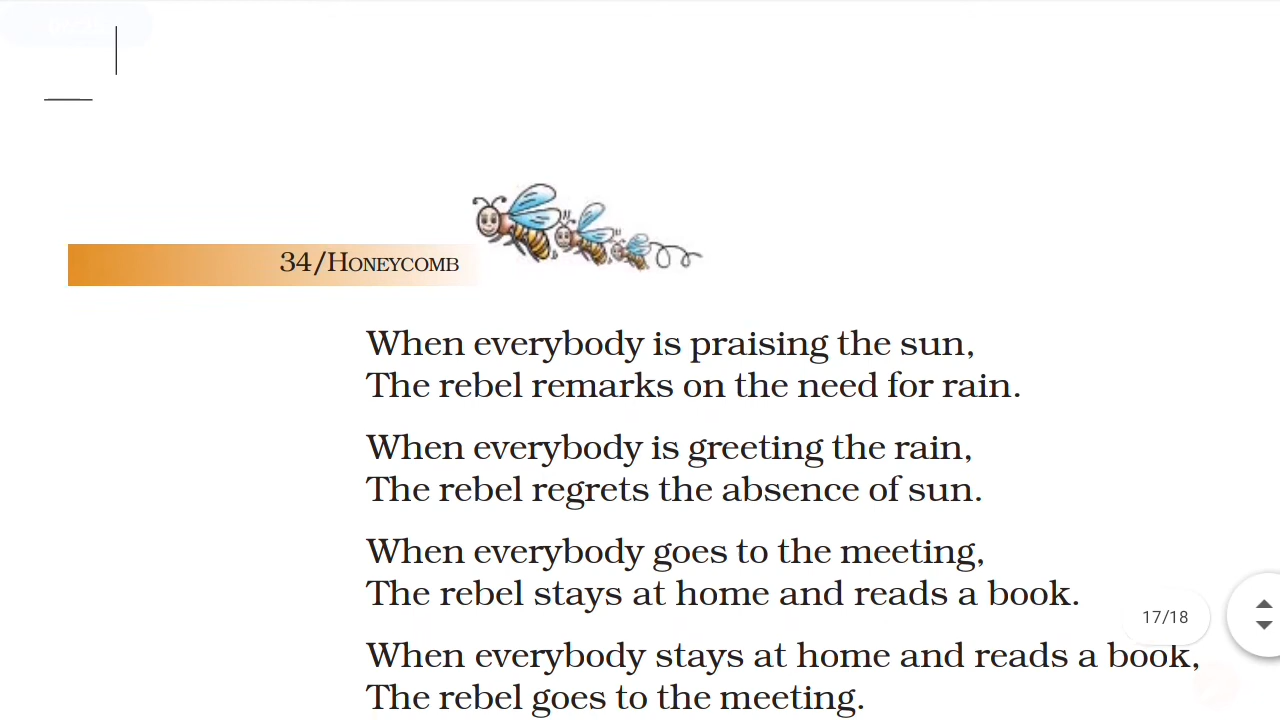 34/HONEYCOMB
When everybody is praising the sun,
The rebel remarks on the need for rain.
When everybody is greeting the rain,
The rebel regrets the absence of sun.
When everybody goes to the meeting,
The rebel stays at home and reads a book.
17/18
When everybody stays at home and reads a book,
The rebel goes to the meeting.